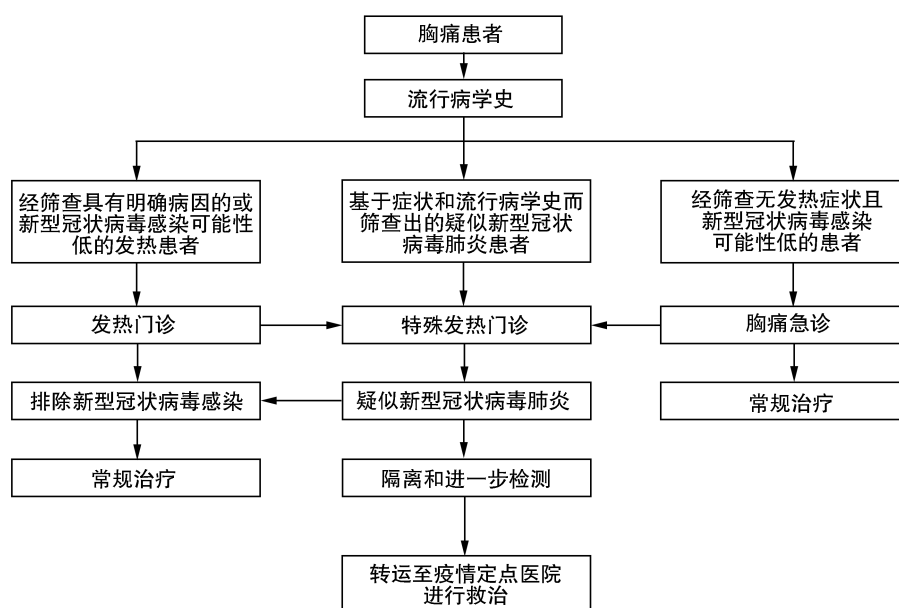 胸痛患者
流行病学史
经筛查具有明确病因的或
新型冠状病毒感染可能性
低的发热患者
基于症状和流行病学史而
筛查出的疑似新型冠状
病毒肺炎患者
经筛查无发热症状且
新型冠状病毒感染
可能性低的患者
发热门诊
特殊发热门诊
胸痛急诊
排除新型冠状病毒感染
疑似新型冠状病毒肺炎
常规治疗
常规治疗
隔离和进一步检测
转运至疫情定点医院
进行救治